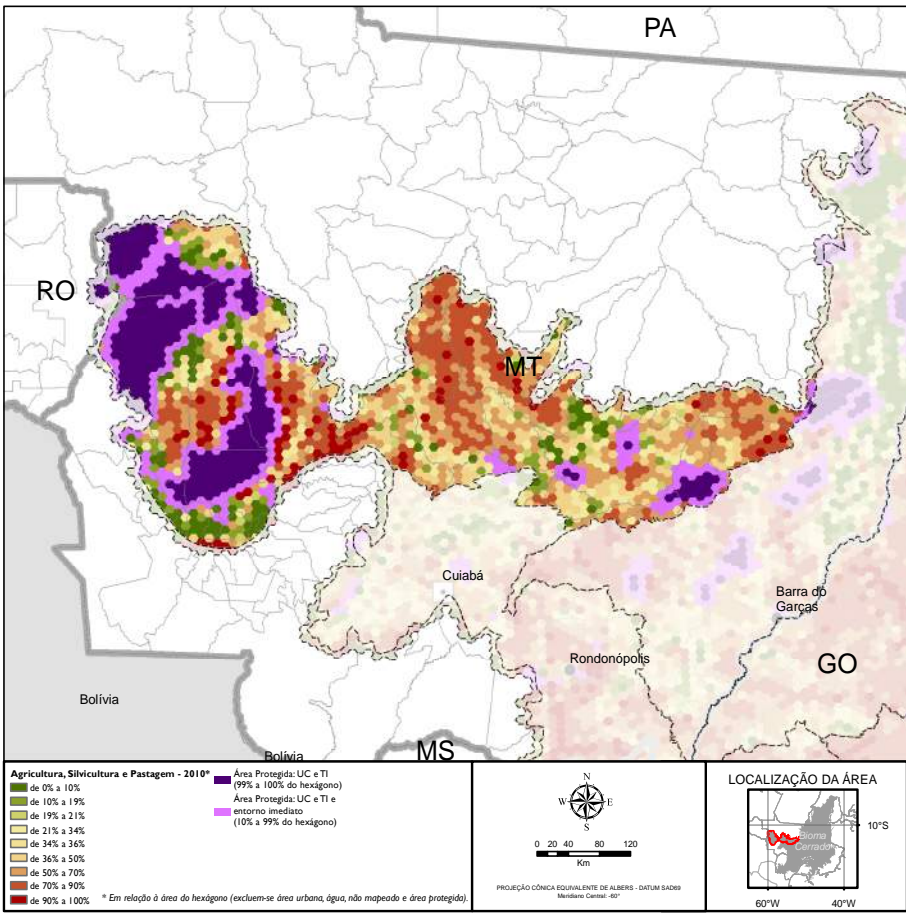 PA
RO
MT
Cuiabá
Barra do
Garças
Rondonópolis
GO
Bolívia
Bolívia
MS
Agricultura, Silvicultura e Pastagem - 2010*
de 0% a 10%
de 10% a 19%
de 19% a 21%
de 21% a 34%
de 34% a 36%
de 36% a 50%
de 50% a 70%
de 70% a 90%
de 90% a 100%
Área Protegida: UC e TI
(99% a 100% do hexágono)
Área Protegida: UC e TI e
entorno imediato
(10% a 99% do hexágono)
* Em relação à área do hexágono (excluem-se área urbana, água, não mapeado e área protegida).
N
W E
S
0 20 40 80 120
Km
PROJEÇÃO CÔNICA EQUIVALENTE DE ALBERS - DATUM SAD69
Meridiano Central: -60°
LOCALIZAÇÃO DA ÁREA
Bioma
Cerrado
10°S
60°W 40°W